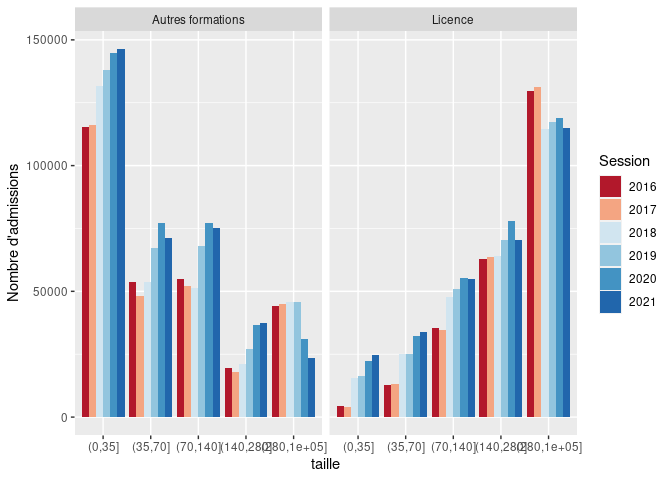 Autres formations
Licence
150000
100000
50000
0
Nombre d'admissions
(0,35]
(35,70]
(70,140]
(140,280]
(280,1e+05]
(0,35]
(35,70]
(70,140]
(140,280]
(280,1e+05]
taille
Session
2016
2017
2018
2019
2020
2021